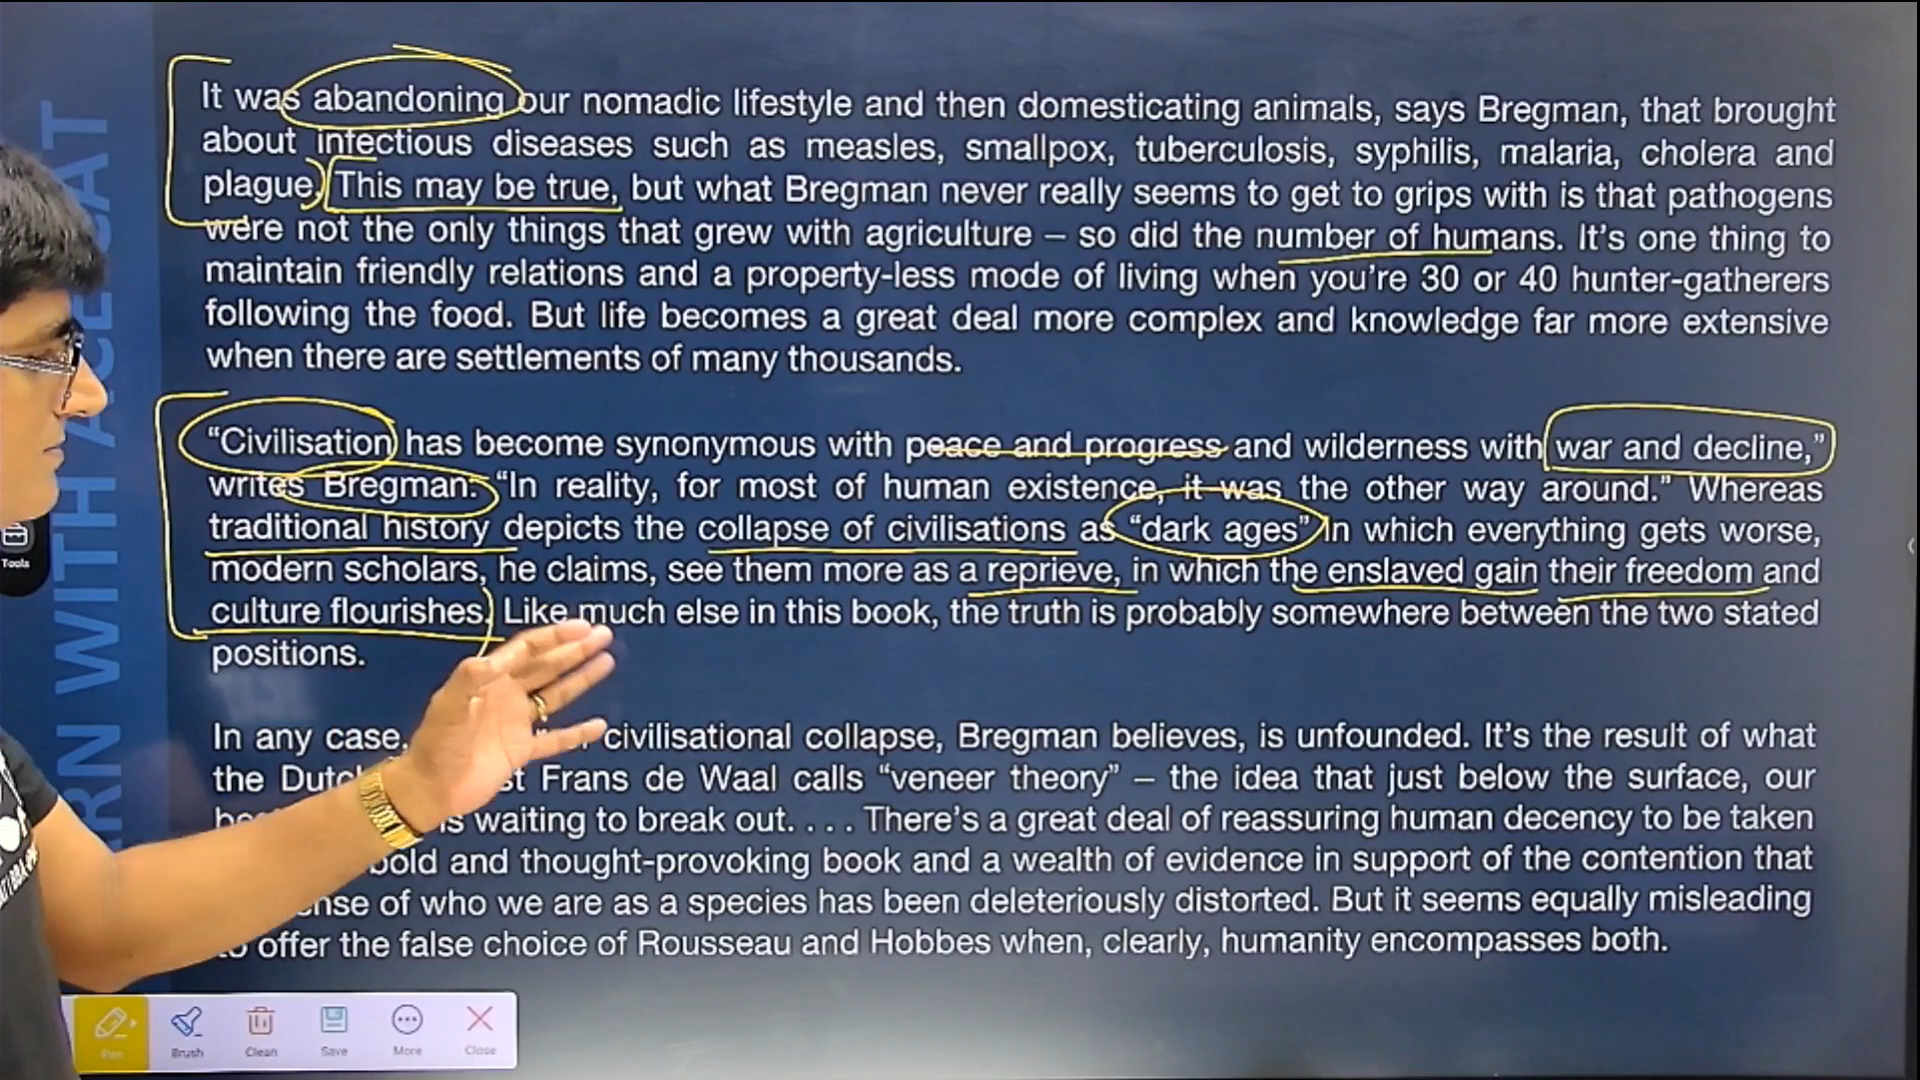 It was abandoning our nomadic lifestyle and then domesticating animals, says Bregman, that brought
about infectious diseases such as measles, smallpox, tuberculosis, syphilis, malaria, cholera and
plague. This may be true, but what Bregman never really seems to get to grips with is that pathogens
were not the only things that grew with agriculture – so did the number of humans. It's one thing to
maintain friendly relations and a property-less mode of living when you're 30 or 40 hunter-gatherers
following the food. But life becomes a great deal more complex and knowledge far more extensive
when there are settlements of many thousands.
“Civilisation has become synonymous with peace and progress and wilderness with war and decline,”
writes Bregman. “In reality, for most of human existence, it was the other way around.” Whereas
traditional history depicts the collapse of civilisations as “dark ages” in which everything gets worse,
modern scholars, he claims, see them more as a reprieve, in which the enslaved gain their freedom and
culture flourishes. Like much else in this book, the truth is probably somewhere between the two stated
positions.
In any case, civilisational collapse, Bregman believes, is unfounded. It's the result of what
the Frans de Waal calls “veneer theory” – the idea that just below the surface, our
waiting to break out. . . . There's a great deal of reassuring human decency to be taken
bold and thought-provoking book and a wealth of evidence in support of the contention that
of who we are as a species has been deleteriously distorted. But it seems equally misleading
offer the false choice of Rousseau and Hobbes when, clearly, humanity encompasses both.
WITH
Tools
Pen
Brush
Clean
Save
More
Close